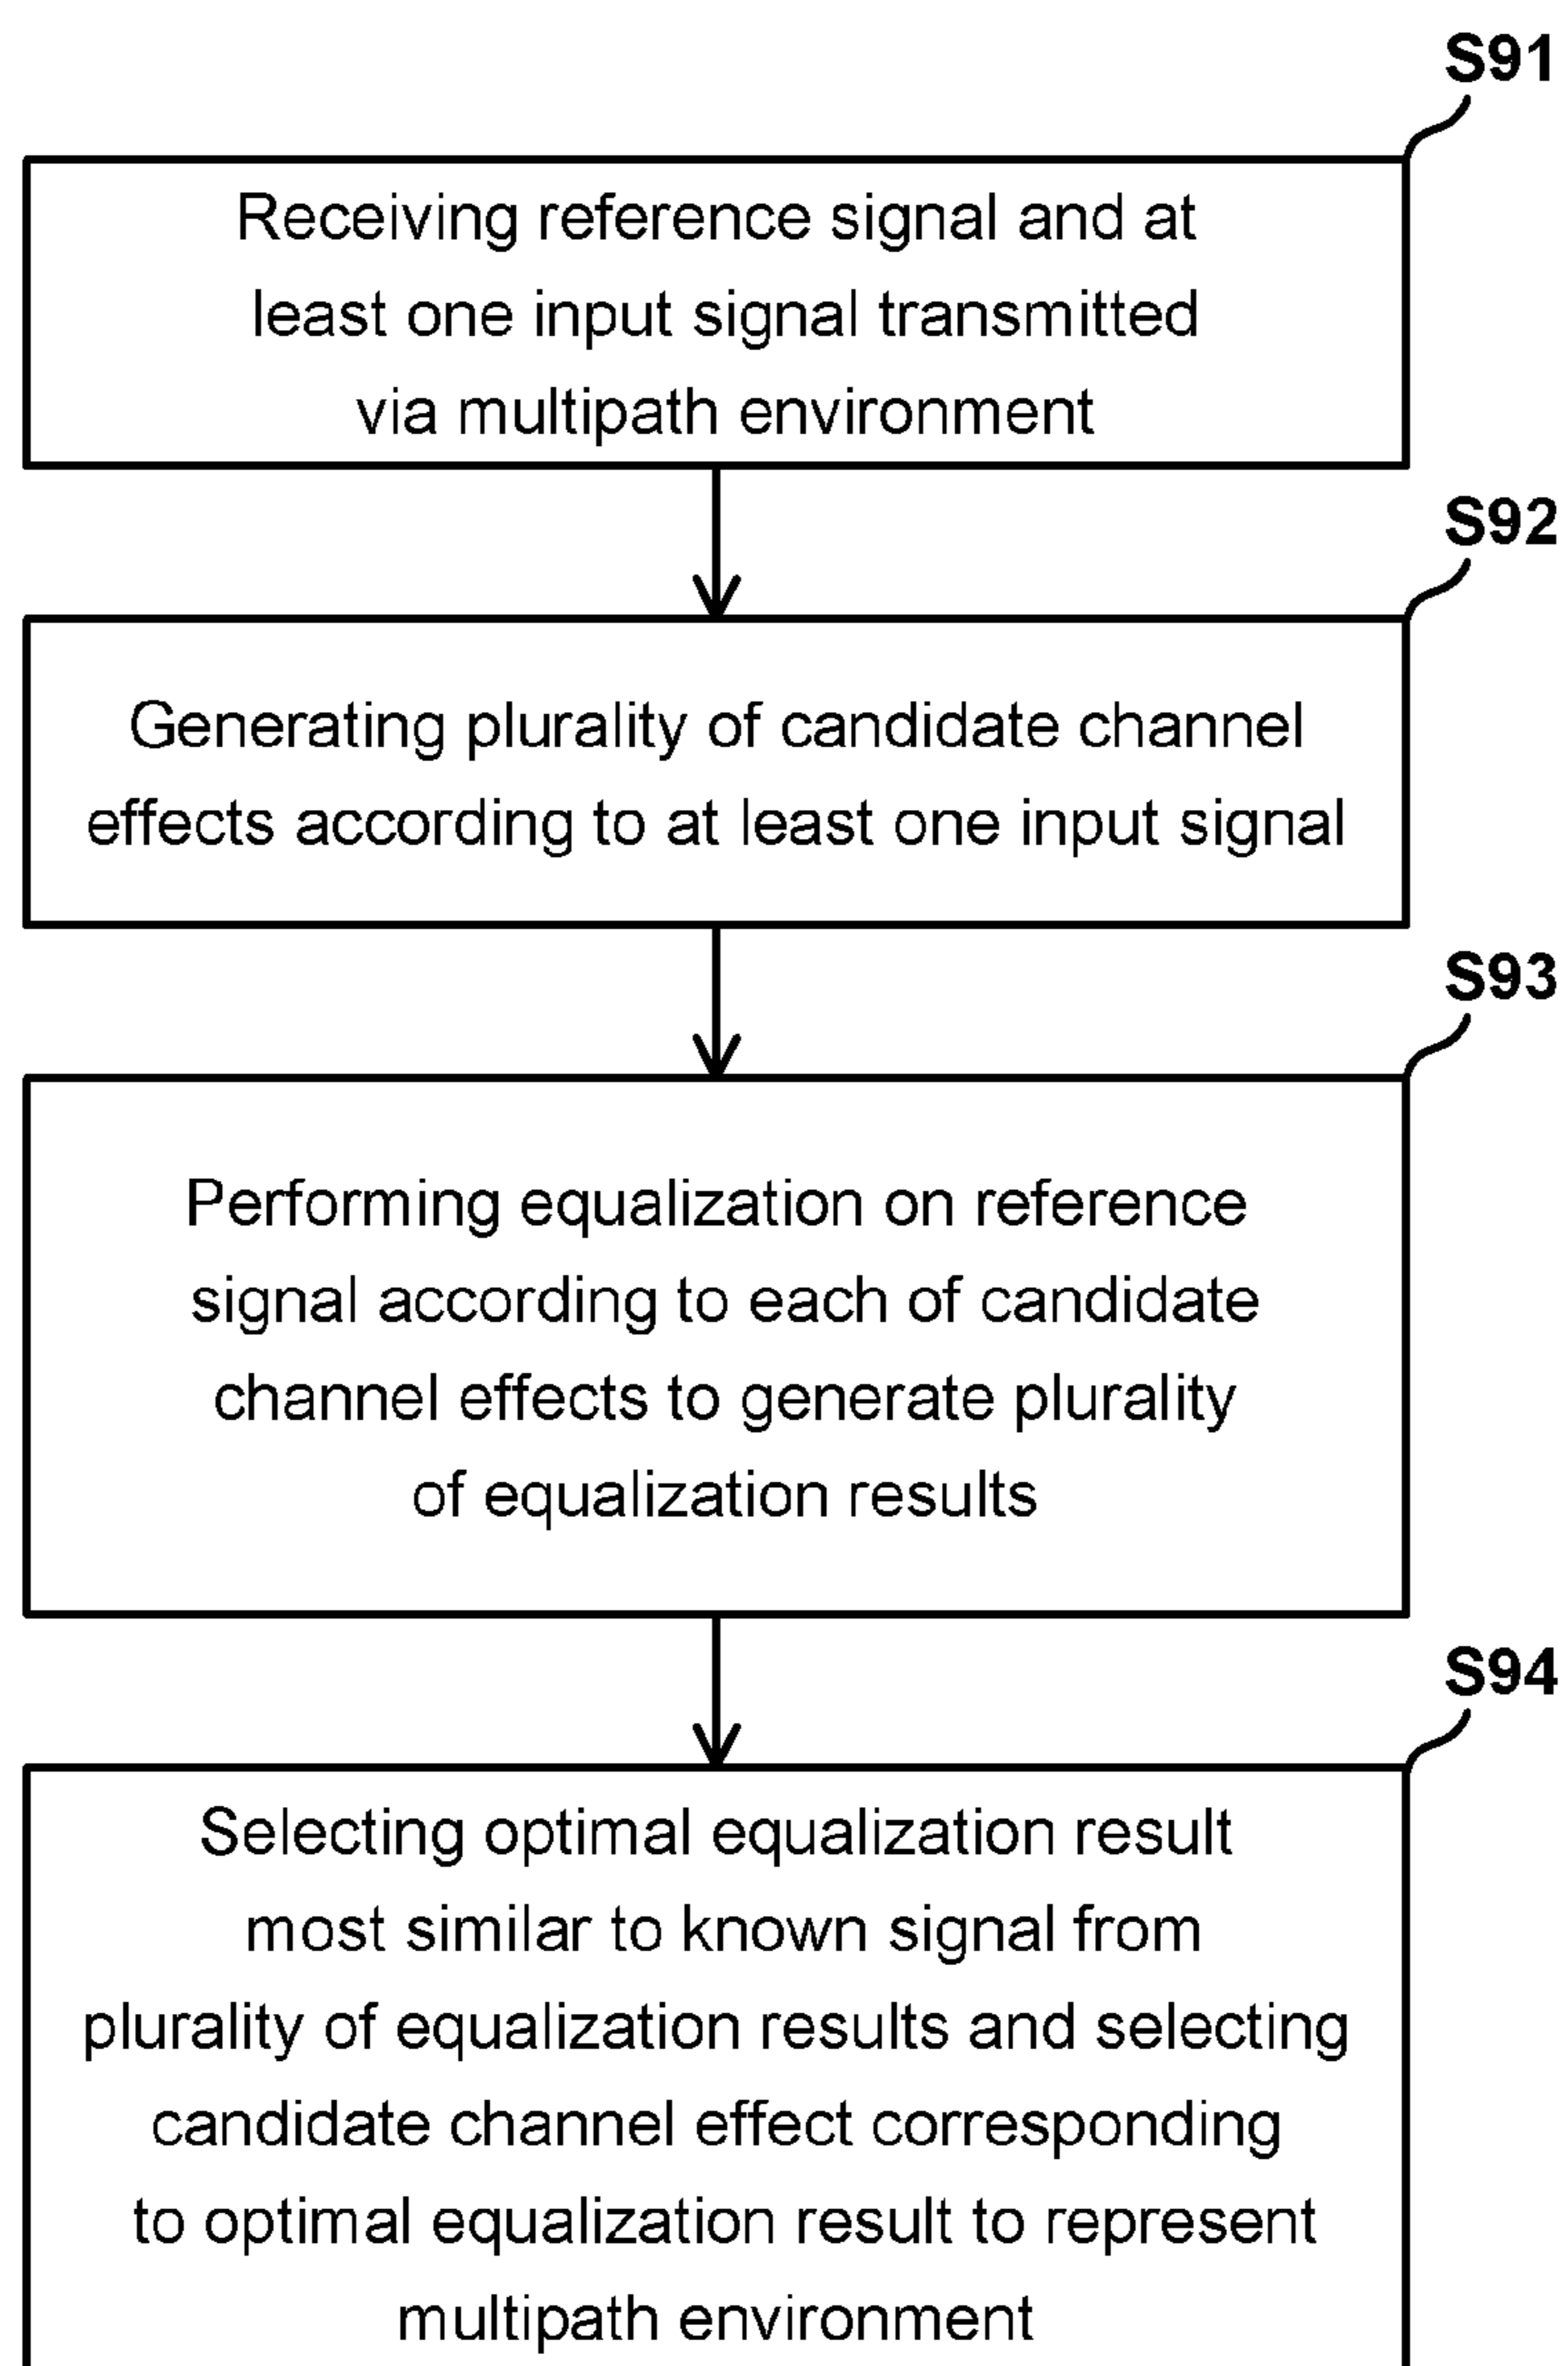 S91
Receiving reference signal and at
least one input signal transmitted
via multipath environment
S92
Generating plurality of candidate channel
effects according to at least one input signal
S93
Performing equalization on reference
signal according to each of candidate
channel effects to generate plurality
of equalization results
S94
Selecting optimal equalization result
most similar to known signal from
plurality of equalization results and selecting
candidate channel effect corresponding
to optimal equalization result to represent
multipath environment